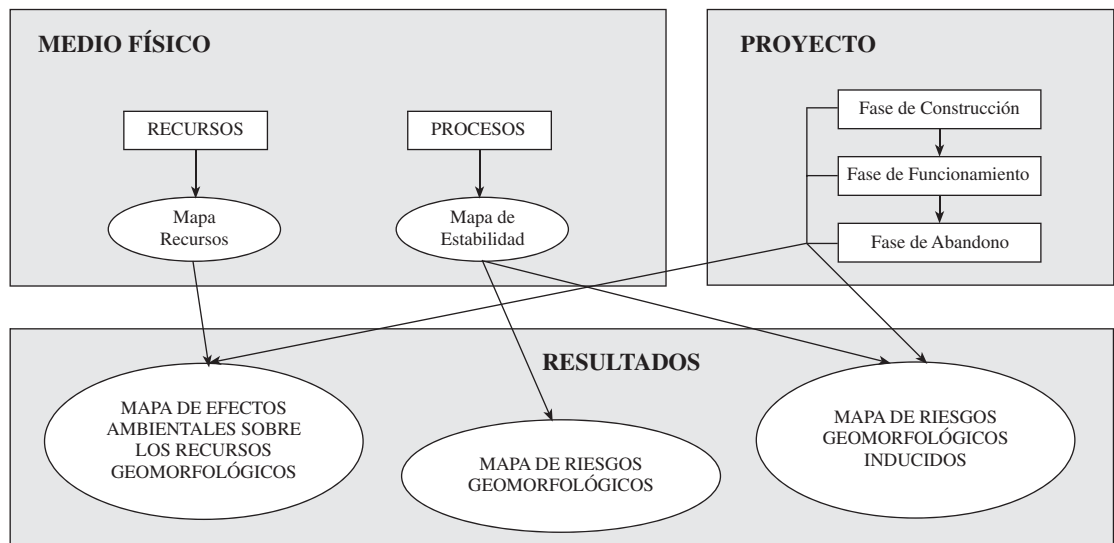 MEDIO FÍSICO
RECURSOS
Mapa
Recursos
PROCESOS
Mapa de
Estabilidad
PROYECTO
Fase de Construcción
Fase de Funcionamiento
Fase de Abandono
RESULTADOS
MAPA DE EFECTOS
AMBIENTALES SOBRE
LOS RECURSOS
GEOMORFOLÓGICOS
MAPA DE RIESGOS
GEOMORFOLÓGICOS
MAPA DE RIESGOS
GEOMORFOLÓGICOS
INDUCIDOS